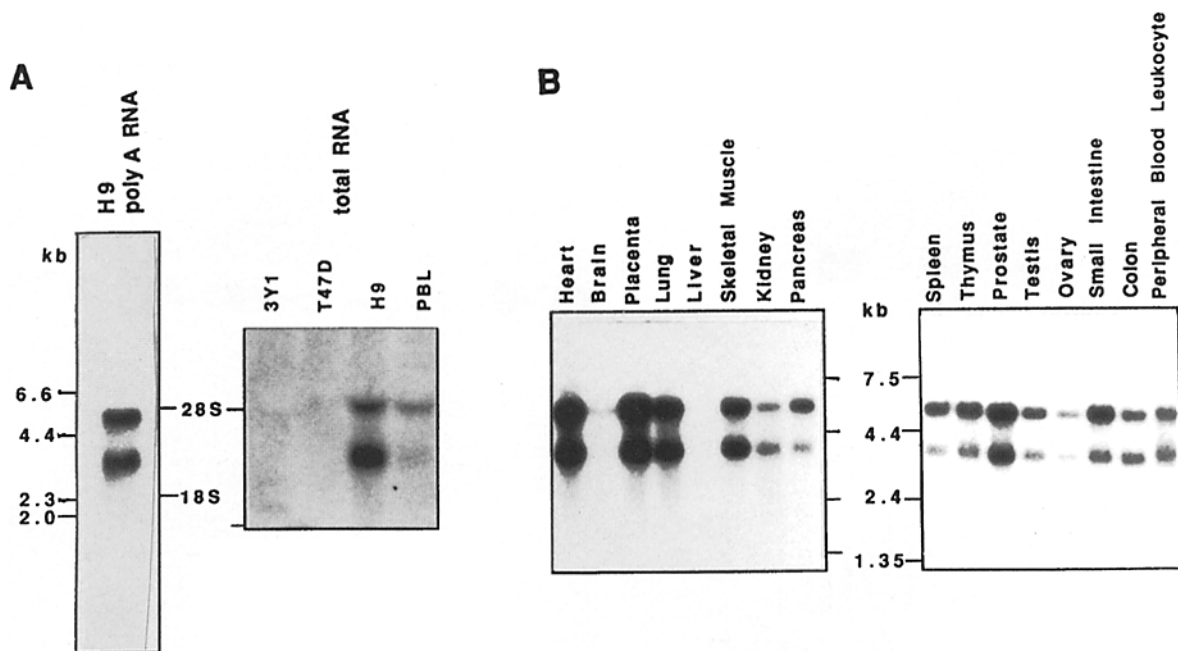 A
H9
poly A RNA
kb
6.6
4.4
2.3
2.0
28S
18S
total RNA
3Y1
T47D
H9
PBL
B
Heart
Brain
Placenta
Lung
Liver
Skeletal Muscle
Kidney
Pancreas
kb
7.5
4.4
2.4
1.35
Spleen
Thymus
Prostate
Testis
Ovary
Small Intestine
Colon
Peripheral Blood Leukocyte